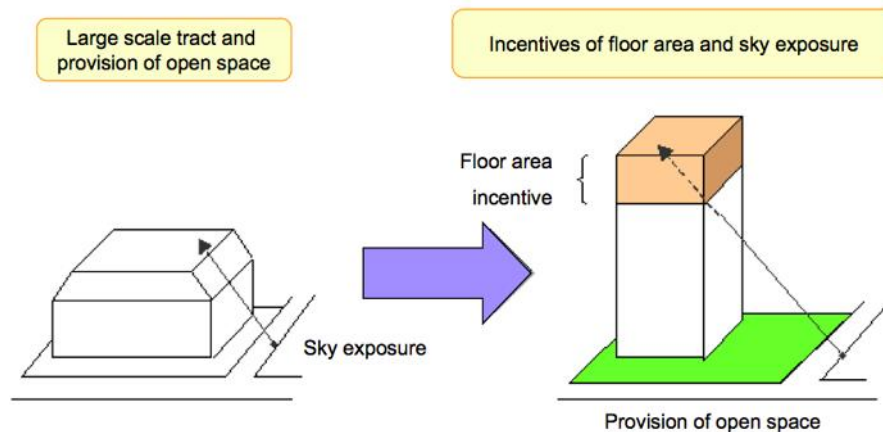 Large scale tract and
provision of open space
Incentives of floor area and sky exposure
Floor area
incentive
Sky exposure
Provision of open space